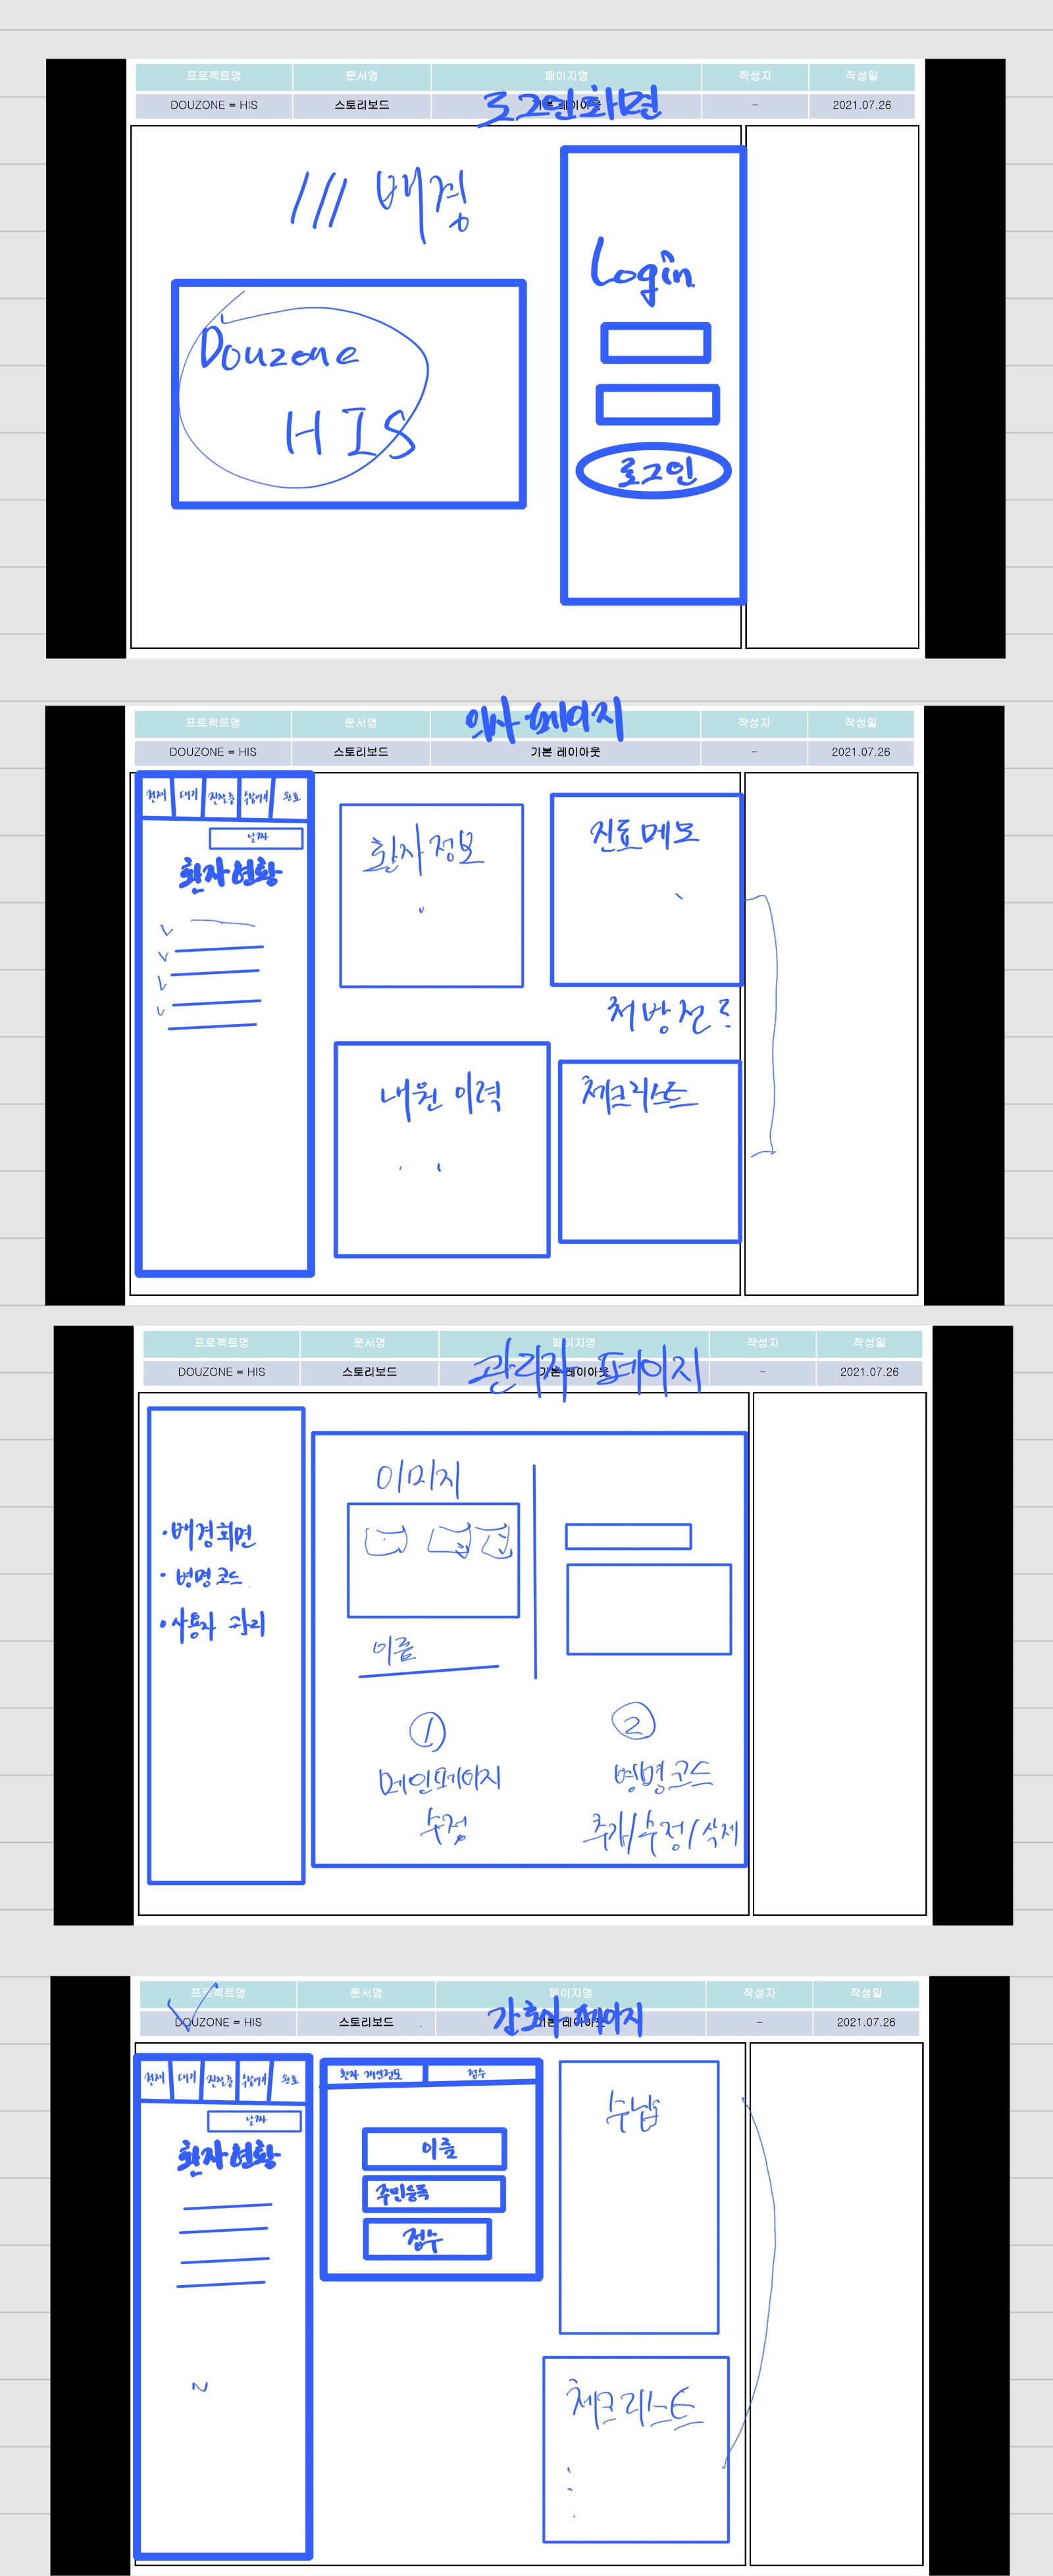 프로젝트명 문서명 페이지명 작성자 작성일
DOUZONE = HIS 스토리보드 기본 레이아웃 - 2021.07.26
로그인화면
/// 배경
Login
Douzone
HIS
로그인
의사 페이지
프로젝트명 문서명 작성자 작성일
DOUZONE = HIS 스토리보드 기본 레이아웃 - 2021.07.26
전체 대기 진찰중 수납대기 완료
날짜
환자현황
환자정보
진료메모
처방전?
내원 이력
체크리스트
프로젝트명 문서명 페이지명 작성자 작성일
DOUZONE = HIS 스토리보드 기본 레이아웃 - 2021.07.26
관리자 페이지
·배경화면
· 병명 코드
·사용자 관리
이미지
이름
① ②
메인페이지
수정
병명코드
추가/수정/삭제
프로젝트명 문서명 페이지명 작성자 작성일
DOUZONE = HIS 스토리보드 기본 레이아웃 - 2021.07.26
간호사 페이지
전체 대기 진찰중 수납대기 완료
날짜
환자현황
환자 개인정보 접수
이름
주민등록
접수
수납
체크리스트